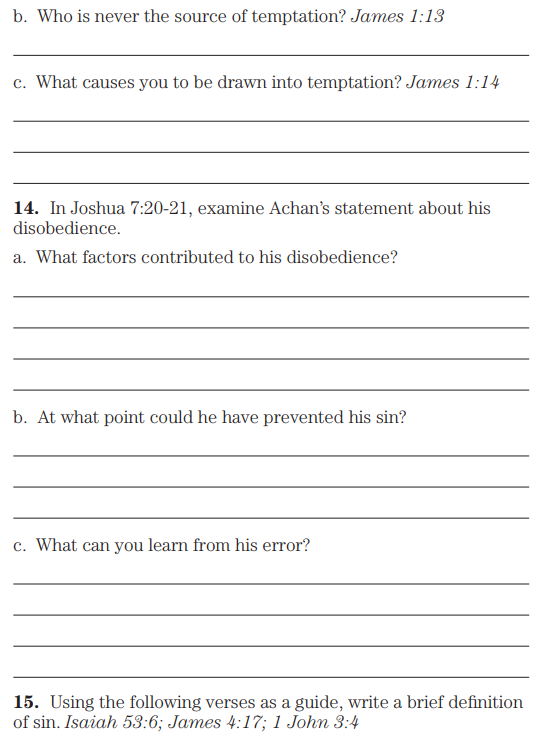 b. Who is never the source of temptation? James 1:13
c. What causes you to be drawn into temptation? James 1:14
14. In Joshua 7:20-21, examine Achan’s statement about his
disobedience.
a. What factors contributed to his disobedience?
b. At what point could he have prevented his sin?
c. What can you learn from his error?
15. Using the following verses as a guide, write a brief definition
of sin. Isaiah 53:6; James 4:17; 1 John 3:4